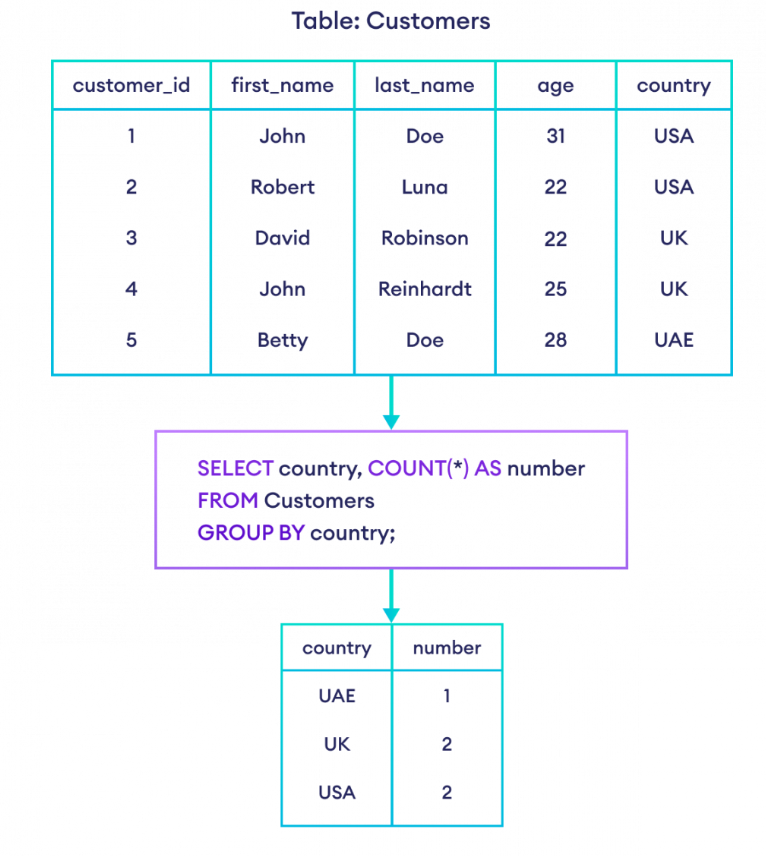 Table: Customers
customer_id first_name last_name age country
1 John Doe 31 USA
2 Robert Luna 22 USA
3 David Robinson 22 UK
4 John Reinhardt 25 UK
5 Betty Doe 28 UAE
SELECT country, COUNT(*) AS number
FROM Customers
GROUP BY country;
country number
UAE 1
UK 2
USA 2